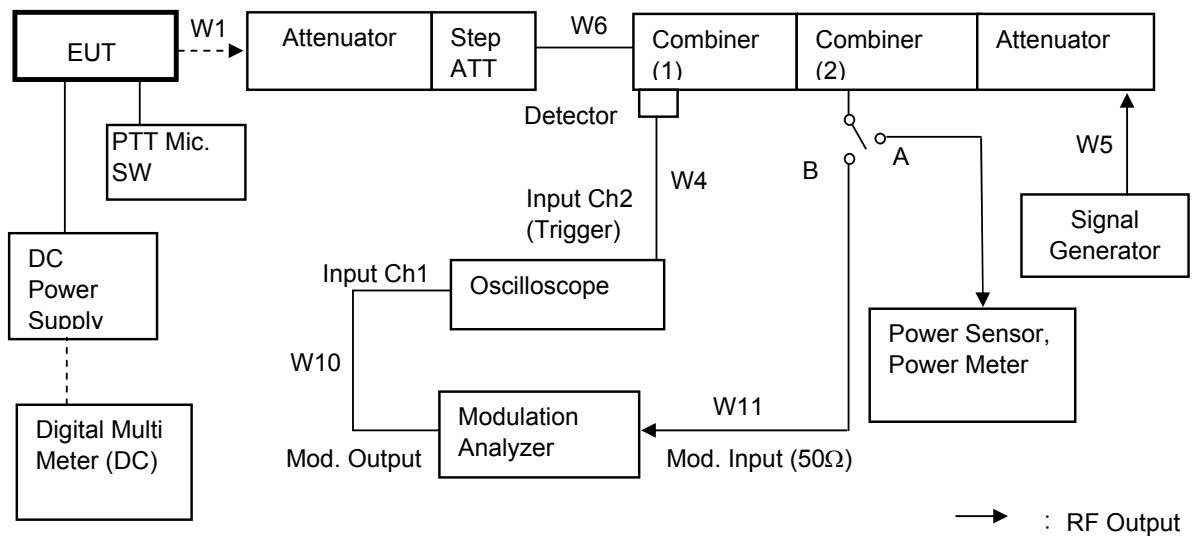 EUT
W1
Attenuator
Step
ATT
W6
Combiner
(1)
Combiner
(2)
Attenuator
Detector
PTT Mic.
SW
W4
B
A
W5
Input Ch2
(Trigger)
Signal
Generator
DC
Power
Supply
Input Ch1
Oscilloscope
Power Sensor,
Power Meter
W10
W11
Digital Multi
Meter (DC)
Modulation
Analyzer
Mod. Output
Mod. Input (50Ω)
: RF Output